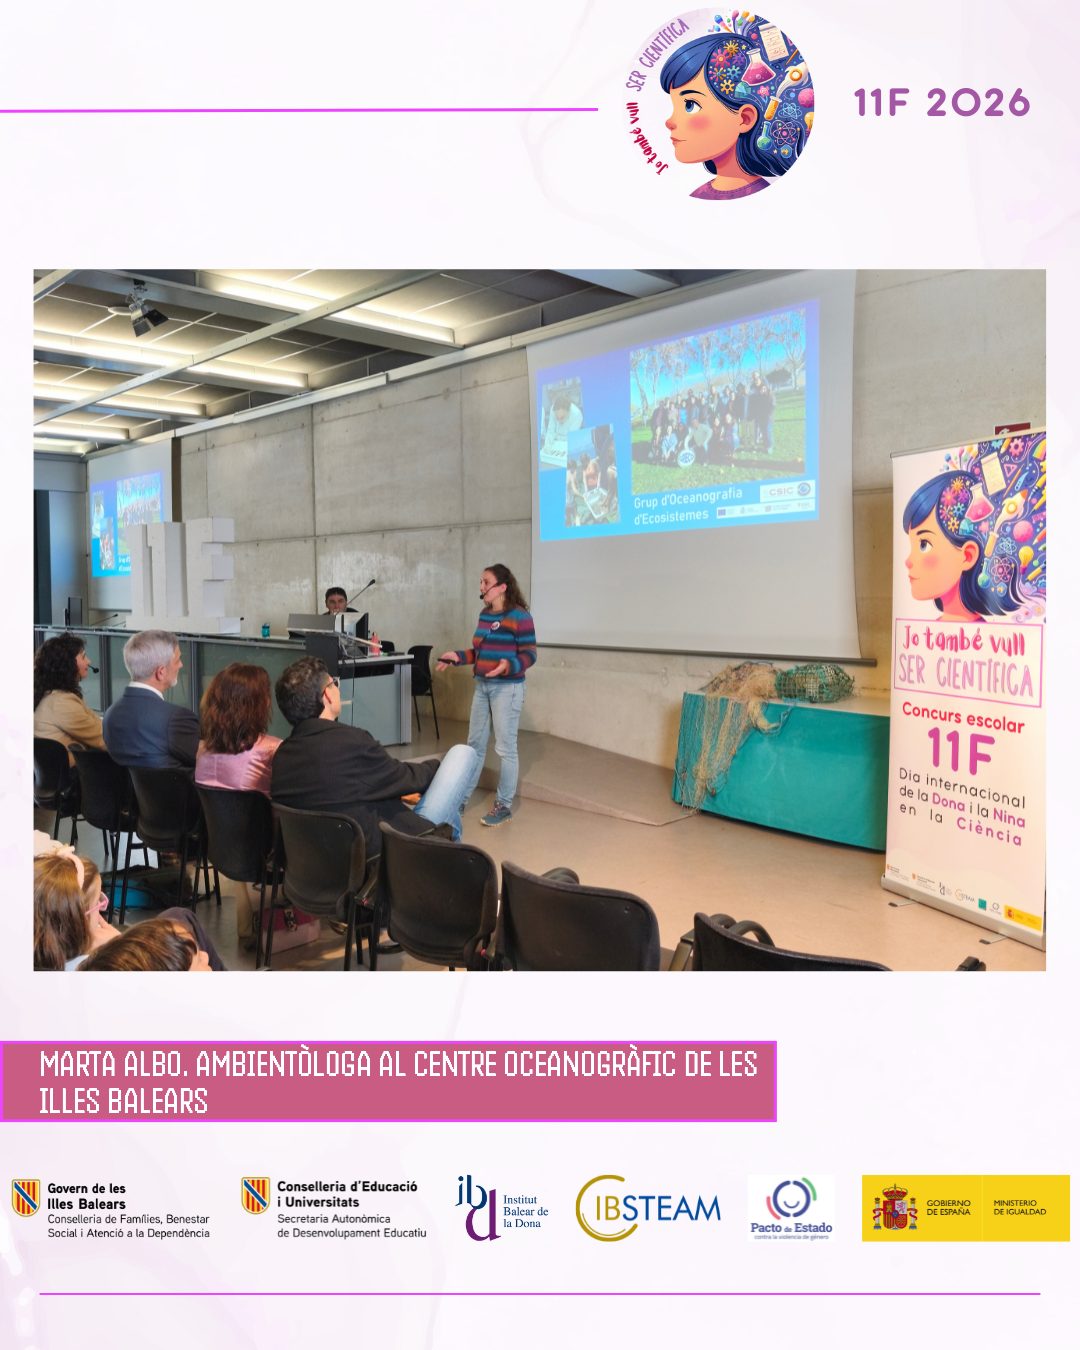 Jo també vull SER CIENTÍFICA
11F 2026
Grup d'Oceanografia
d'Ecosistemes
CSIC
11F
Jo també vull
SER CIENTÍFICA
Concurs escolar
11F
Dia internacional
de la Dona i la Nina
en la Ciència
MARTA ALBO. AMBIENTÒLOGA AL CENTRE OCEANOGRÀFIC DE LES
ILLES BALEARS
Govern de les
Illes Balears
Conselleria de Famílies, Benestar
Social i Atenció a la Dependència
Conselleria d'Educació
i Universitats
Secretaria Autonòmica
de Desenvolupament Educatiu
ibd
Institut
Balear de
la Dona
IBSTEAM
Pacto de Estado
contra la violencia de género
GOBIERNO
DE ESPAÑA
MINISTERIO
DE IGUALDAD